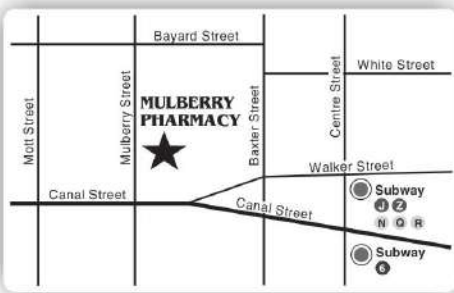 Bayard Street
White Street
Mott Street
Mulberry Street
MULBERRY
PHARMACY
Baxter Street
Centre Street
Walker Street
Canal Street
Canal Street
Subway
J Z
N Q R
Subway
6